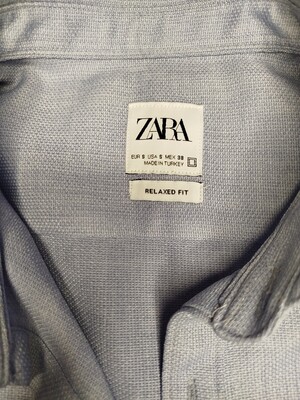 ZARA
EUR S USA S MEX 38
MADE IN TURKEY
RELAXED FIT